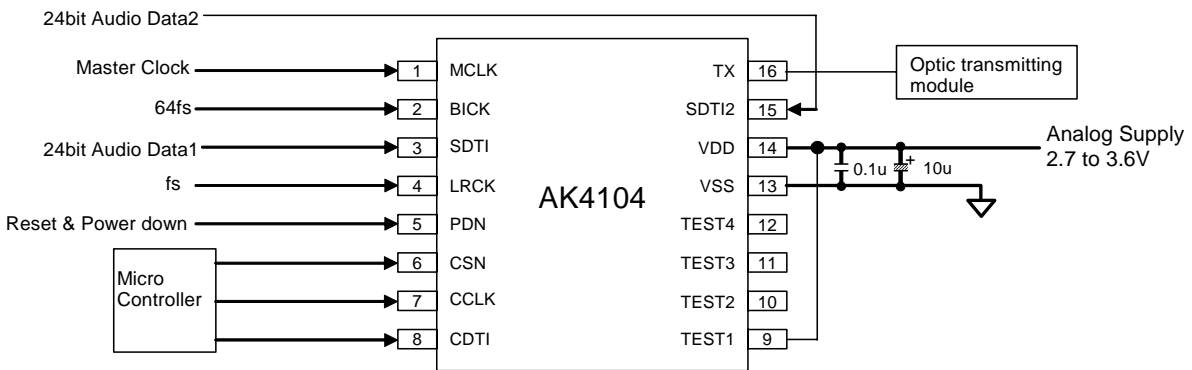 24bit Audio Data2
Master Clock 1 MCLK TX 16 Optic transmitting
module
64fs 2 BICK SDTI2 15
24bit Audio Data1 3 SDTI VDD 14 Analog Supply
2.7 to 3.6V
0.1u + 10u
fs 4 LRCK VSS 13
AK4104
Reset & Power down 5 PDN TEST4 12
Micro
Controller
6 CSN TEST3 11
7 CCLK TEST2 10
8 CDTI TEST1 9